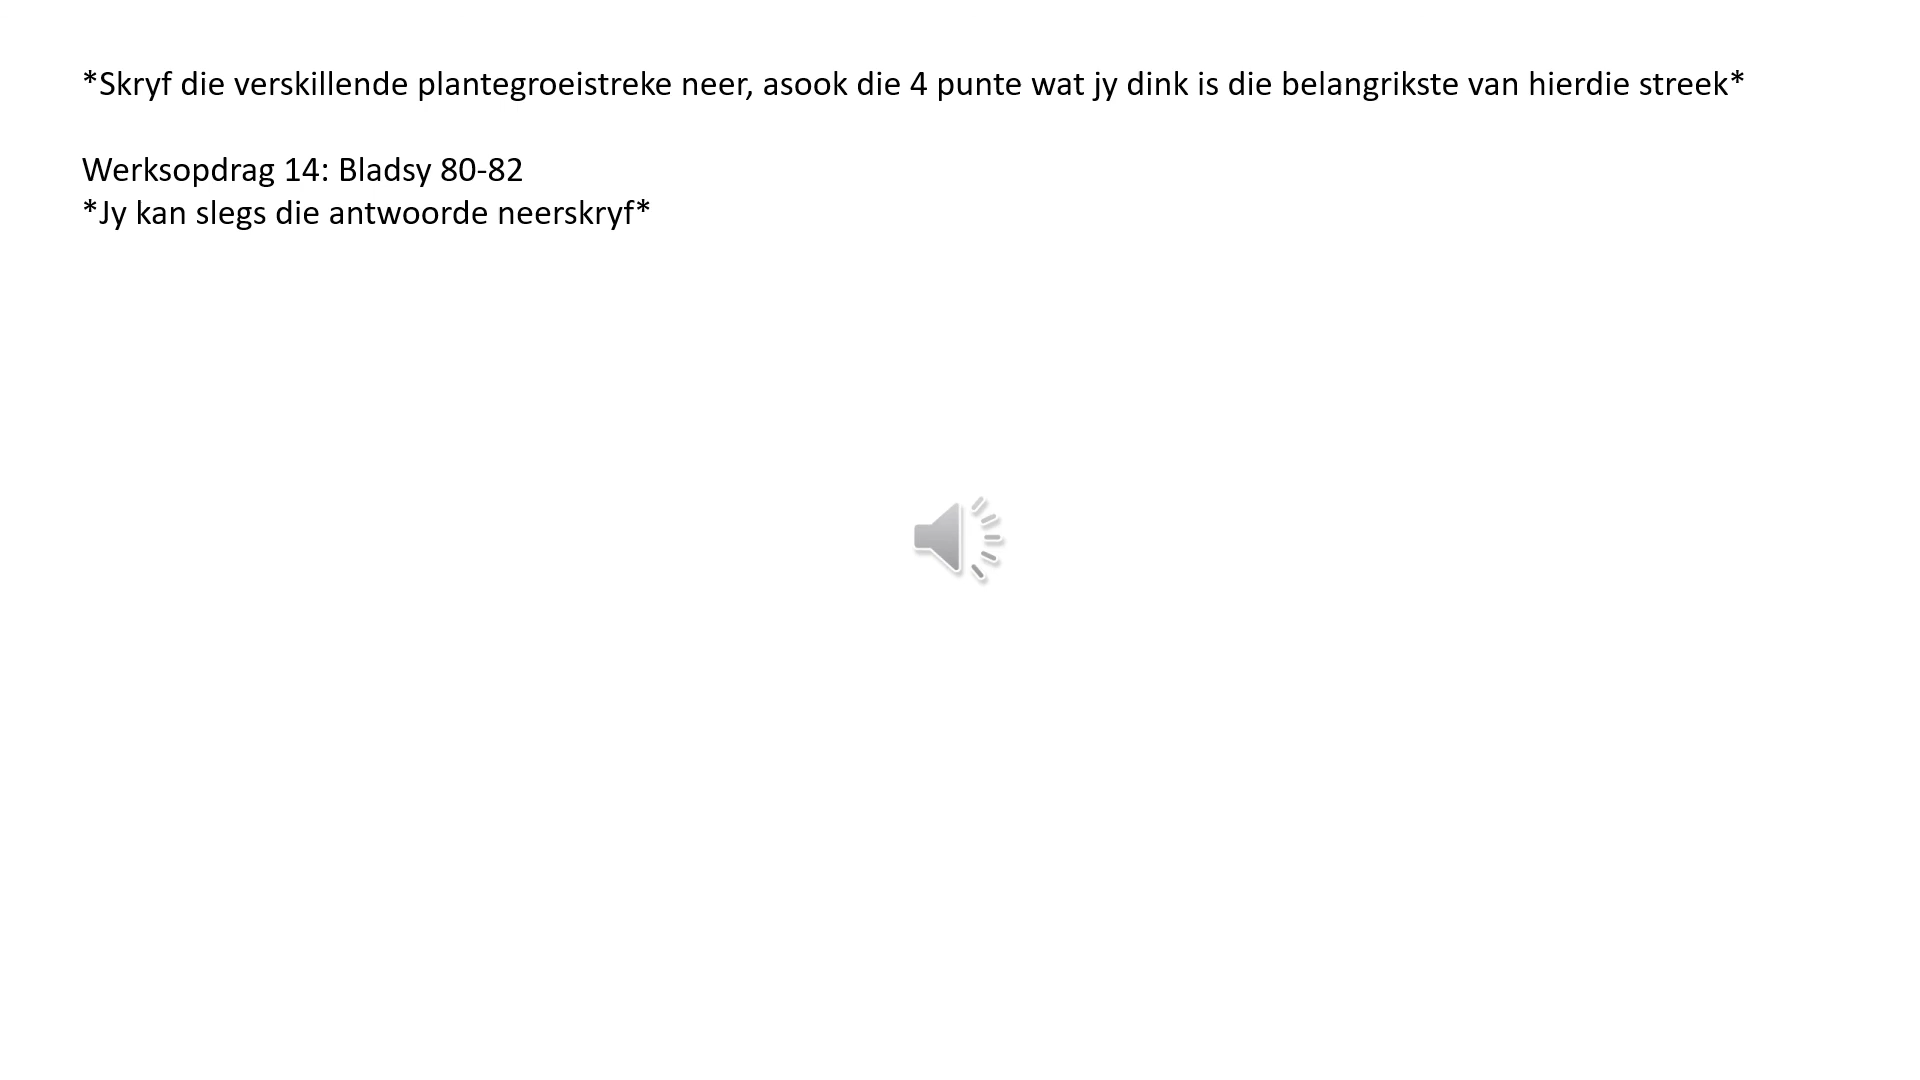 *Skryf die verskillende plantegroeistreke neer, asook die 4 punte wat jy dink is die belangrikste van hierdie streek*
Werksopdrag 14: Bladsy 80-82
*Jy kan slegs die antwoorde neerskryf*